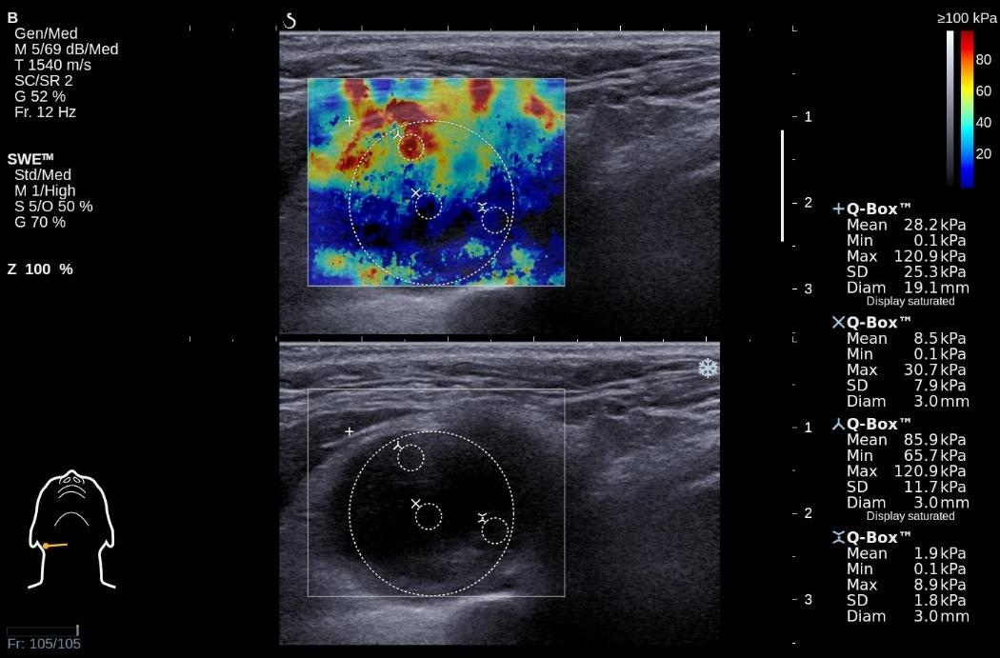 B
Gen/Med
M 5/69 dB/Med
T 1540 m/s
SC/SR 2
G 52 %
Fr. 12 Hz
SWE™
Std/Med
M 1/High
S 5/O 50 %
G 70 %
Z 100 %
Fr: 105/105
1
2
3
1
2
3
≥100 kPa
80
60
40
20
Q-Box™
Mean 28.2 kPa
Min 0.1 kPa
Max 120.9 kPa
SD 25.3 kPa
Diam 19.1 mm
Display saturated
Q-Box™
Mean 8.5 kPa
Min 0.1 kPa
Max 30.7 kPa
SD 7.9 kPa
Diam 3.0 mm
Q-Box™
Mean 85.9 kPa
Min 65.7 kPa
Max 120.9 kPa
SD 11.7 kPa
Diam 3.0 mm
Display saturated
Q-Box™
Mean 1.9 kPa
Min 0.1 kPa
Max 8.9 kPa
SD 1.8 kPa
Diam 3.0 mm